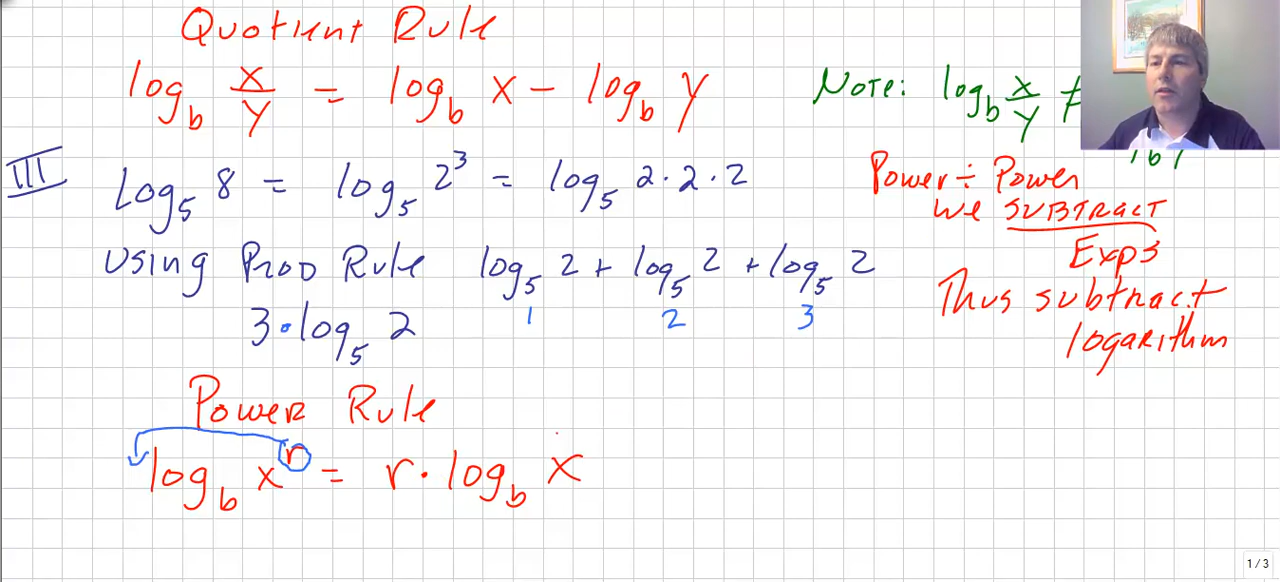 Quotient Rule
log_b x/y = log_b x - log_b y
Note: log_b x/y ≠
III
Log_5 8 = log_5 2^3 = log_5 2 · 2 · 2
Power ÷ Power
We SUBTRACT
Exp's
Thus subtract
logarithm
Using Prod Rule log_5 2 + log_5 2 + log_5 2
1 2 3
3 · log_5 2
Power Rule
log_b x^r = r · log_b x
1 / 3